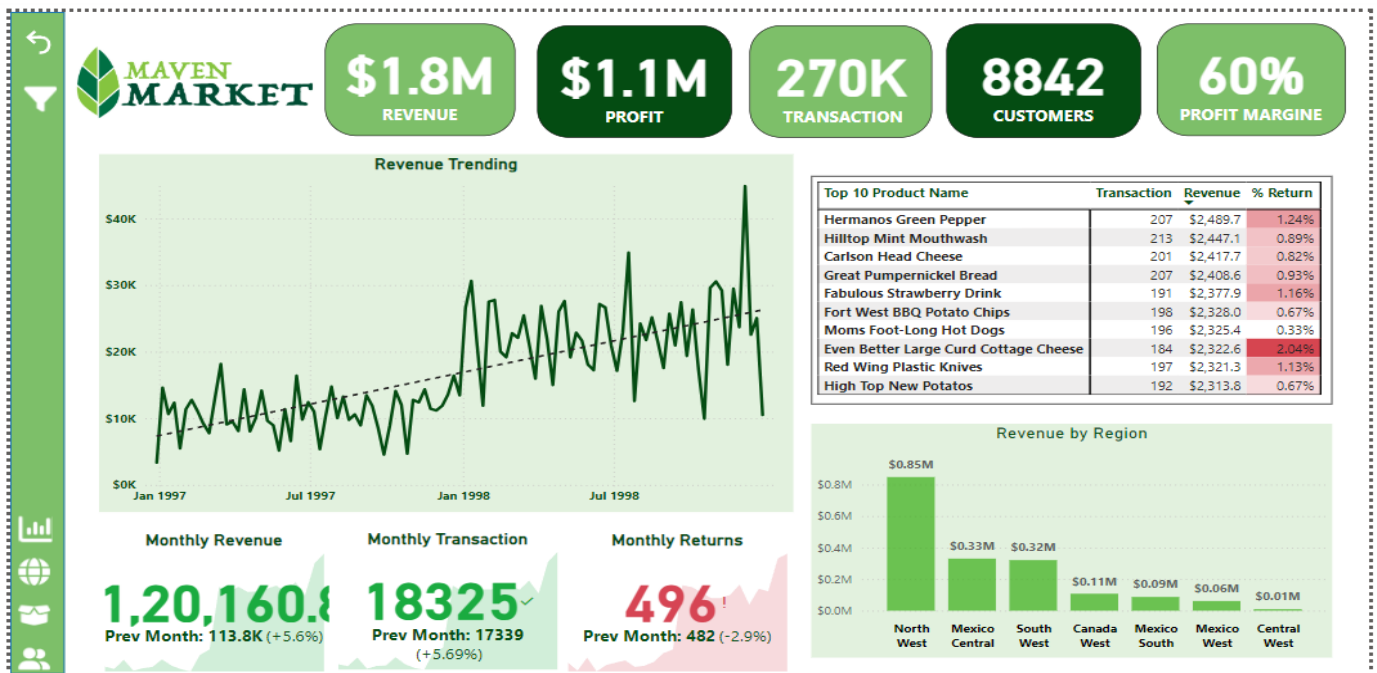 MAVEN
MARKET
$1.8M
REVENUE
$1.1M
PROFIT
270K
TRANSACTION
8842
CUSTOMERS
60%
PROFIT MARGINE
Revenue Trending
$40K
$30K
$20K
$10K
$0K
Jan 1997 Jul 1997 Jan 1998 Jul 1998
Top 10 Product Name Transaction Revenue % Return
Hermanos Green Pepper 207 $2,489.7 1.24%
Hilltop Mint Mouthwash 213 $2,447.1 0.89%
Carlson Head Cheese 201 $2,417.7 0.82%
Great Pumpernickel Bread 207 $2,408.6 0.93%
Fabulous Strawberry Drink 191 $2,377.9 1.16%
Fort West BBQ Potato Chips 198 $2,328.0 0.67%
Moms Foot-Long Hot Dogs 196 $2,325.4 0.33%
Even Better Large Curd Cottage Cheese 184 $2,322.6 2.04%
Red Wing Plastic Knives 197 $2,321.3 1.13%
High Top New Potatos 192 $2,313.8 0.67%
Revenue by Region
$0.8M
$0.6M
$0.4M
$0.2M
$0.0M
$0.85M
$0.33M
$0.32M
$0.11M
$0.09M
$0.06M
$0.01M
North West
Mexico Central
South West
Canada West
Mexico South
Mexico West
Central West
Monthly Revenue
1,20,160.8
Prev Month: 113.8K (+5.6%)
Monthly Transaction
18325
Prev Month: 17339
(+5.69%)
Monthly Returns
496!
Prev Month: 482 (-2.9%)